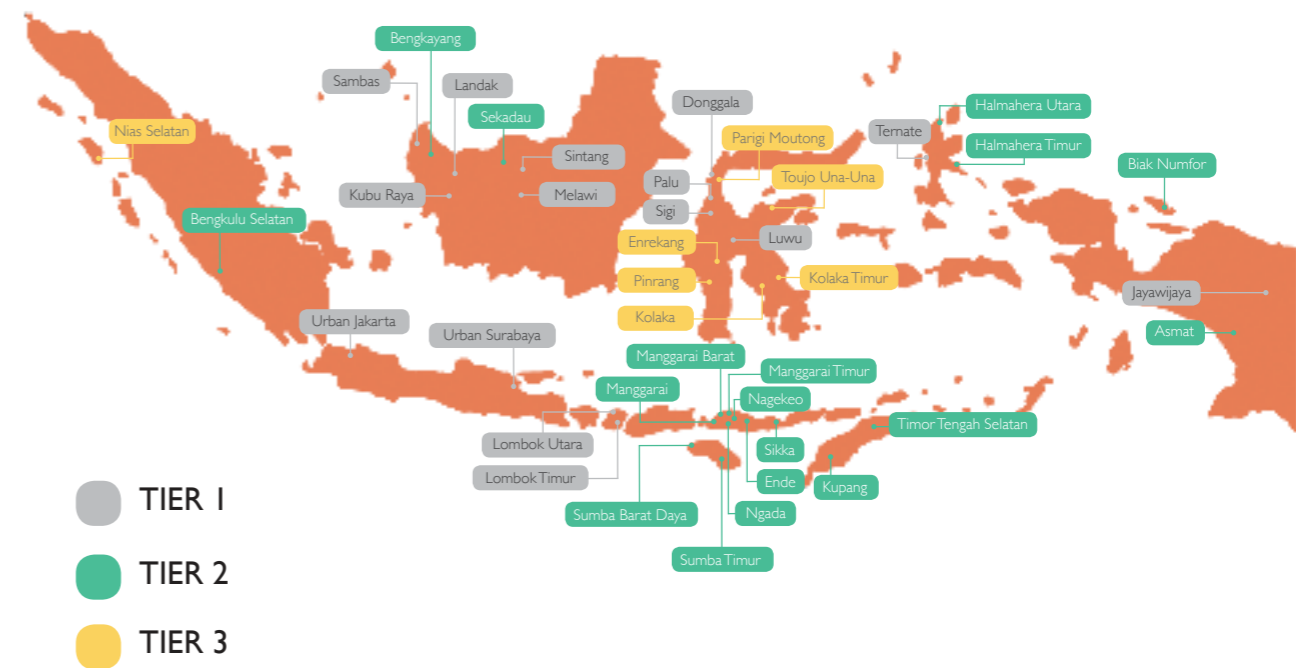 Bengkayang
Sambas
Landak
Donggala
Sekadau
Halmahera Utara
Nias Selatan
Ternate
Parigi Moutong
Halmahera Timur
Sintang
Biak Numfor
Toujo Una-Una
Palu
Kubu Raya
Melawi
Sigi
Bengkulu Selatan
Luwu
Enrekang
Kolaka Timur
Pinrang
Jayawijaya
Kolaka
Urban Jakarta
Asmat
Urban Surabaya
Manggarai Barat
Manggarai Timur
Manggarai
Nagekeo
Timor Tengah Selatan
Lombok Utara
Sikka
Lombok Timur
Ende
Kupang
Sumba Barat Daya
Ngada
Sumba Timur
TIER 1
TIER 2
TIER 3